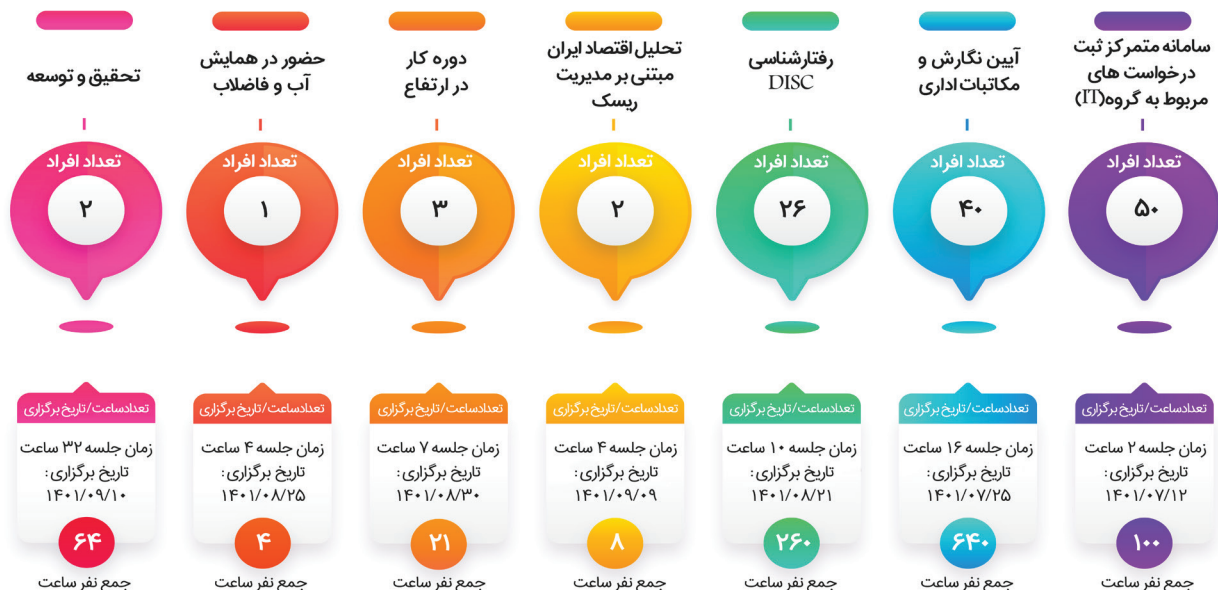 سامانه متمرکز ثبت
درخواست های
مربوط به گروه(IT)
تعداد افراد
۵۰
تعدادساعت/تاریخ برگزاری
زمان جلسه ۲ ساعت
تاریخ برگزاری:
۱۴۰۱/۰۷/۱۲
۱۰۰
جمع نفر ساعت
آیین نگارش و
مکاتبات اداری
تعداد افراد
۴۰
تعدادساعت/تاریخ برگزاری
زمان جلسه ۱۶ ساعت
تاریخ برگزاری:
۱۴۰۱/۰۷/۲۵
۶۴۰
جمع نفر ساعت
رفتارشناسی
DISC
تعداد افراد
۲۶
تعدادساعت/تاریخ برگزاری
زمان جلسه ۱۰ ساعت
تاریخ برگزاری:
۱۴۰۱/۰۸/۲۱
۲۶۰
جمع نفر ساعت
تحلیل اقتصاد ایران
مبتنی بر مدیریت
ریسک
تعداد افراد
۲
تعدادساعت/تاریخ برگزاری
زمان جلسه ۴ ساعت
تاریخ برگزاری:
۱۴۰۱/۰۹/۰۹
۸
جمع نفر ساعت
دوره کار
در ارتفاع
تعداد افراد
۳
تعدادساعت/تاریخ برگزاری
زمان جلسه ۷ ساعت
تاریخ برگزاری:
۱۴۰۱/۰۸/۳۰
۲۱
جمع نفر ساعت
حضور در همایش
آب و فاضلاب
تعداد افراد
۱
تعدادساعت/تاریخ برگزاری
زمان جلسه ۴ ساعت
تاریخ برگزاری:
۱۴۰۱/۰۸/۲۵
۴
جمع نفر ساعت
تحقیق و توسعه
تعداد افراد
۲
تعدادساعت/تاریخ برگزاری
زمان جلسه ۳۲ ساعت
تاریخ برگزاری:
۱۴۰۱/۰۹/۱۰
۶۴
جمع نفر ساعت